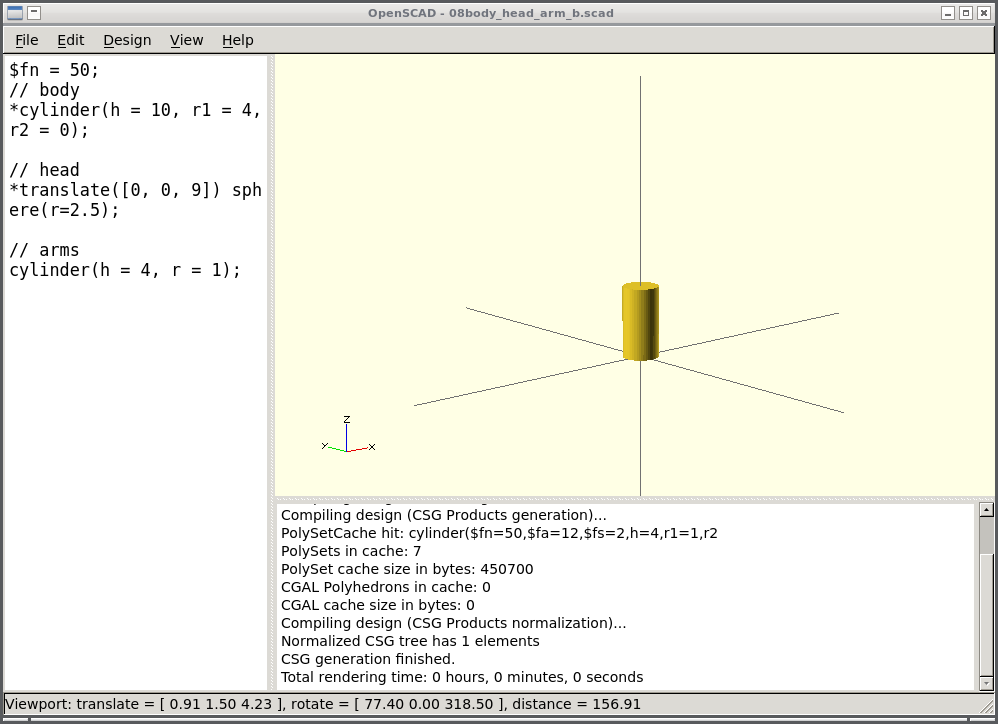 OpenSCAD - 08body_head_arm_b.scad
File Edit Design View Help
$fn = 50;
// body
*cylinder(h = 10, r1 = 4,
r2 = 0);
// head
*translate([0, 0, 9]) sph
ere(r=2.5);
// arms
cylinder(h = 4, r = 1);
Z
Y
X
Compiling design (CSG Products generation)...
PolySetCache hit: cylinder($fn=50,$fa=12,$fs=2,h=4,r1=1,r2
PolySets in cache: 7
PolySet cache size in bytes: 450700
CGAL Polyhedrons in cache: 0
CGAL cache size in bytes: 0
Compiling design (CSG Products normalization)...
Normalized CSG tree has 1 elements
CSG generation finished.
Total rendering time: 0 hours, 0 minutes, 0 seconds
Viewport: translate = [ 0.91 1.50 4.23 ], rotate = [ 77.40 0.00 318.50 ], distance = 156.91